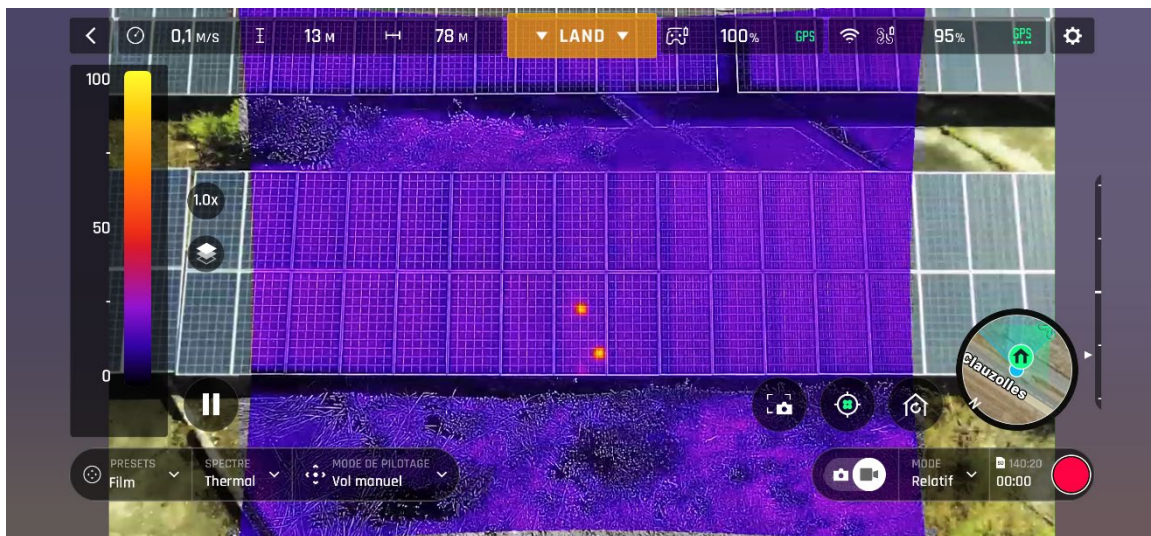 0,1 M/S
13 M
78 M
LAND
100%
GPS
95%
GPS
100
50
0
1.0x
Clauzolles
N
PRESETS
Film
SPECTRE
Thermal
MODE DE PILOTAGE
Vol manuel
MODE
Relatif
140:20
00:00